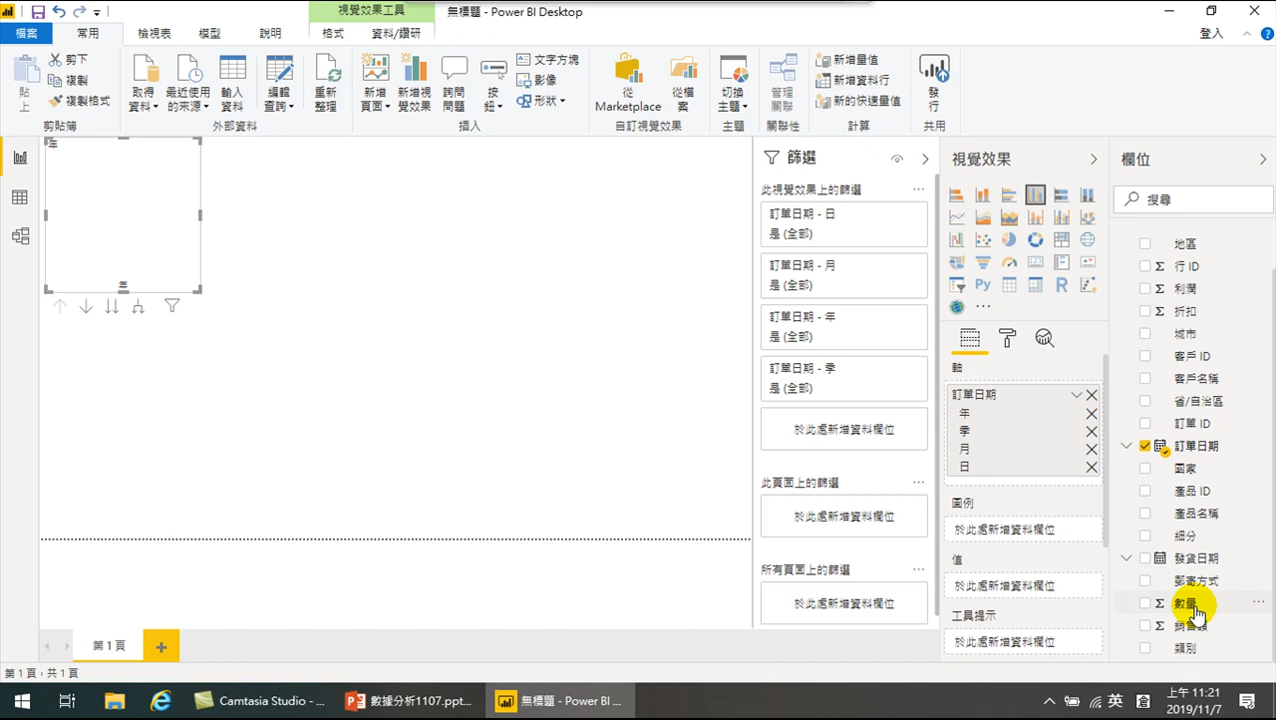 視覺效果工具
無標題 - Power BI Desktop
檔案
常用
檢視表
模型
說明
格式
資料/鑽研
登入
貼上
剪下
複製
複製格式
剪貼簿
取得資料
最近使用的來源
輸入資料
編輯查詢
重新整理
外部資料
新增頁面
新增視覺效果
詢問問題
按鈕
文字方塊
影像
形狀
插入
從 Marketplace
從檔案
自訂視覺效果
切換主題
主題
管理關聯
關聯性
新增量值
新增資料行
新的快速量值
計算
發行
共用
年
年
篩選
此視覺效果上的篩選
訂單日期 - 日
是 (全部)
訂單日期 - 月
是 (全部)
訂單日期 - 年
是 (全部)
訂單日期 - 季
是 (全部)
於此處新增資料欄位
此頁面上的篩選
於此處新增資料欄位
所有頁面上的篩選
於此處新增資料欄位
視覺效果
Py
R
軸
訂單日期
年
季
月
日
圖例
於此處新增資料欄位
值
於此處新增資料欄位
工具提示
於此處新增資料欄位
欄位
搜尋
地區
行 ID
利潤
折扣
城市
客戶 ID
客戶名稱
省/自治區
訂單 ID
訂單日期
國家
產品 ID
產品名稱
細分
發貨日期
郵寄方式
數量
銷售額
類別
第 1 頁
第 1 頁，共 1 頁
Camtasia Studio - ...
數據分析1107.ppt...
無標題 - Power BI ...
英
倉
上午 11:21
2019/11/7